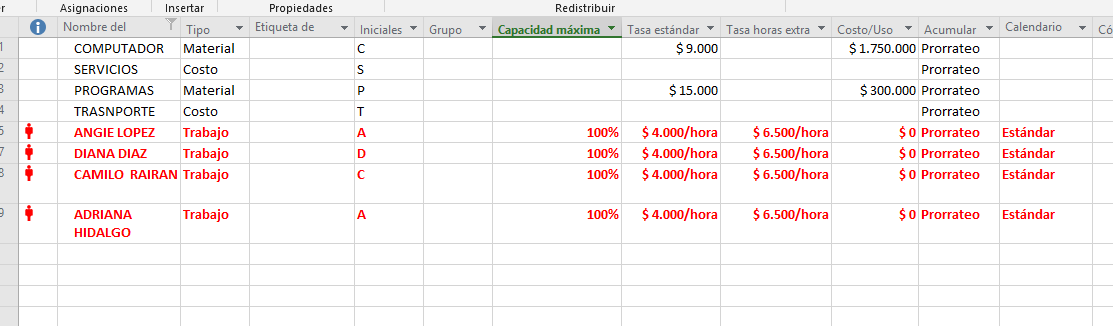 er Asignaciones Insertar Propiedades Redistribuir
Nombre del Tipo Etiqueta de Iniciales Grupo Capacidad máxima Tasa estándar Tasa horas extra Costo/Uso Acumular Calendario Có
1 COMPUTADOR Material C $ 9.000 $ 1.750.000 Prorrateo
2 SERVICIOS Costo S Prorrateo
3 PROGRAMAS Material P $ 15.000 $ 300.000 Prorrateo
4 TRASNPORTE Costo T Prorrateo
6 ANGIE LOPEZ Trabajo A 100% $ 4.000/hora $ 6.500/hora $ 0 Prorrateo Estándar
7 DIANA DIAZ Trabajo D 100% $ 4.000/hora $ 6.500/hora $ 0 Prorrateo Estándar
8 CAMILO RAIRAN Trabajo C 100% $ 4.000/hora $ 6.500/hora $ 0 Prorrateo Estándar
9 ADRIANA Trabajo A 100% $ 4.000/hora $ 6.500/hora $ 0 Prorrateo Estándar
HIDALGO